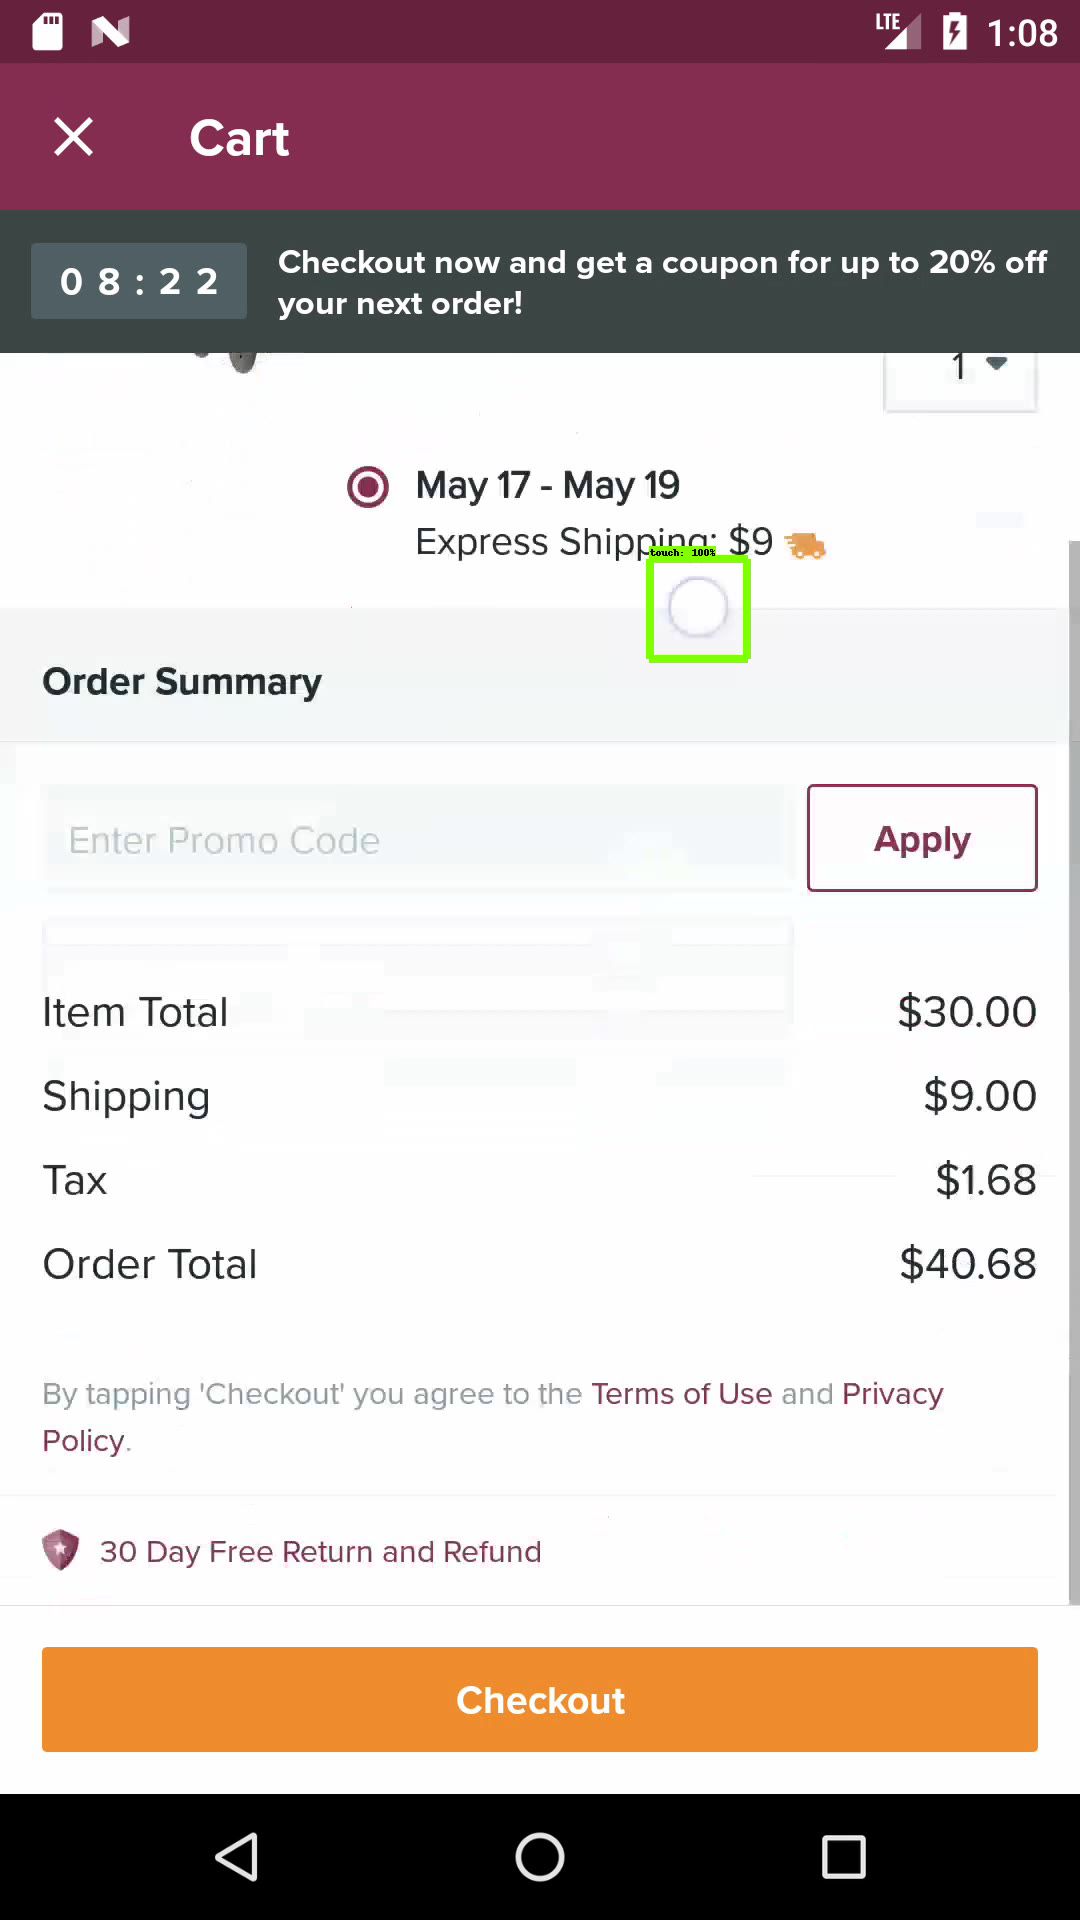 LTE 1:08
Cart
08:22
Checkout now and get a coupon for up to 20% off
your next order!
1
May 17 - May 19
Express Shipping: $9
touch: 100%
Order Summary
Enter Promo Code
Apply
Item Total $30.00
Shipping $9.00
Tax $1.68
Order Total $40.68
By tapping 'Checkout' you agree to the Terms of Use and Privacy
Policy.
30 Day Free Return and Refund
Checkout